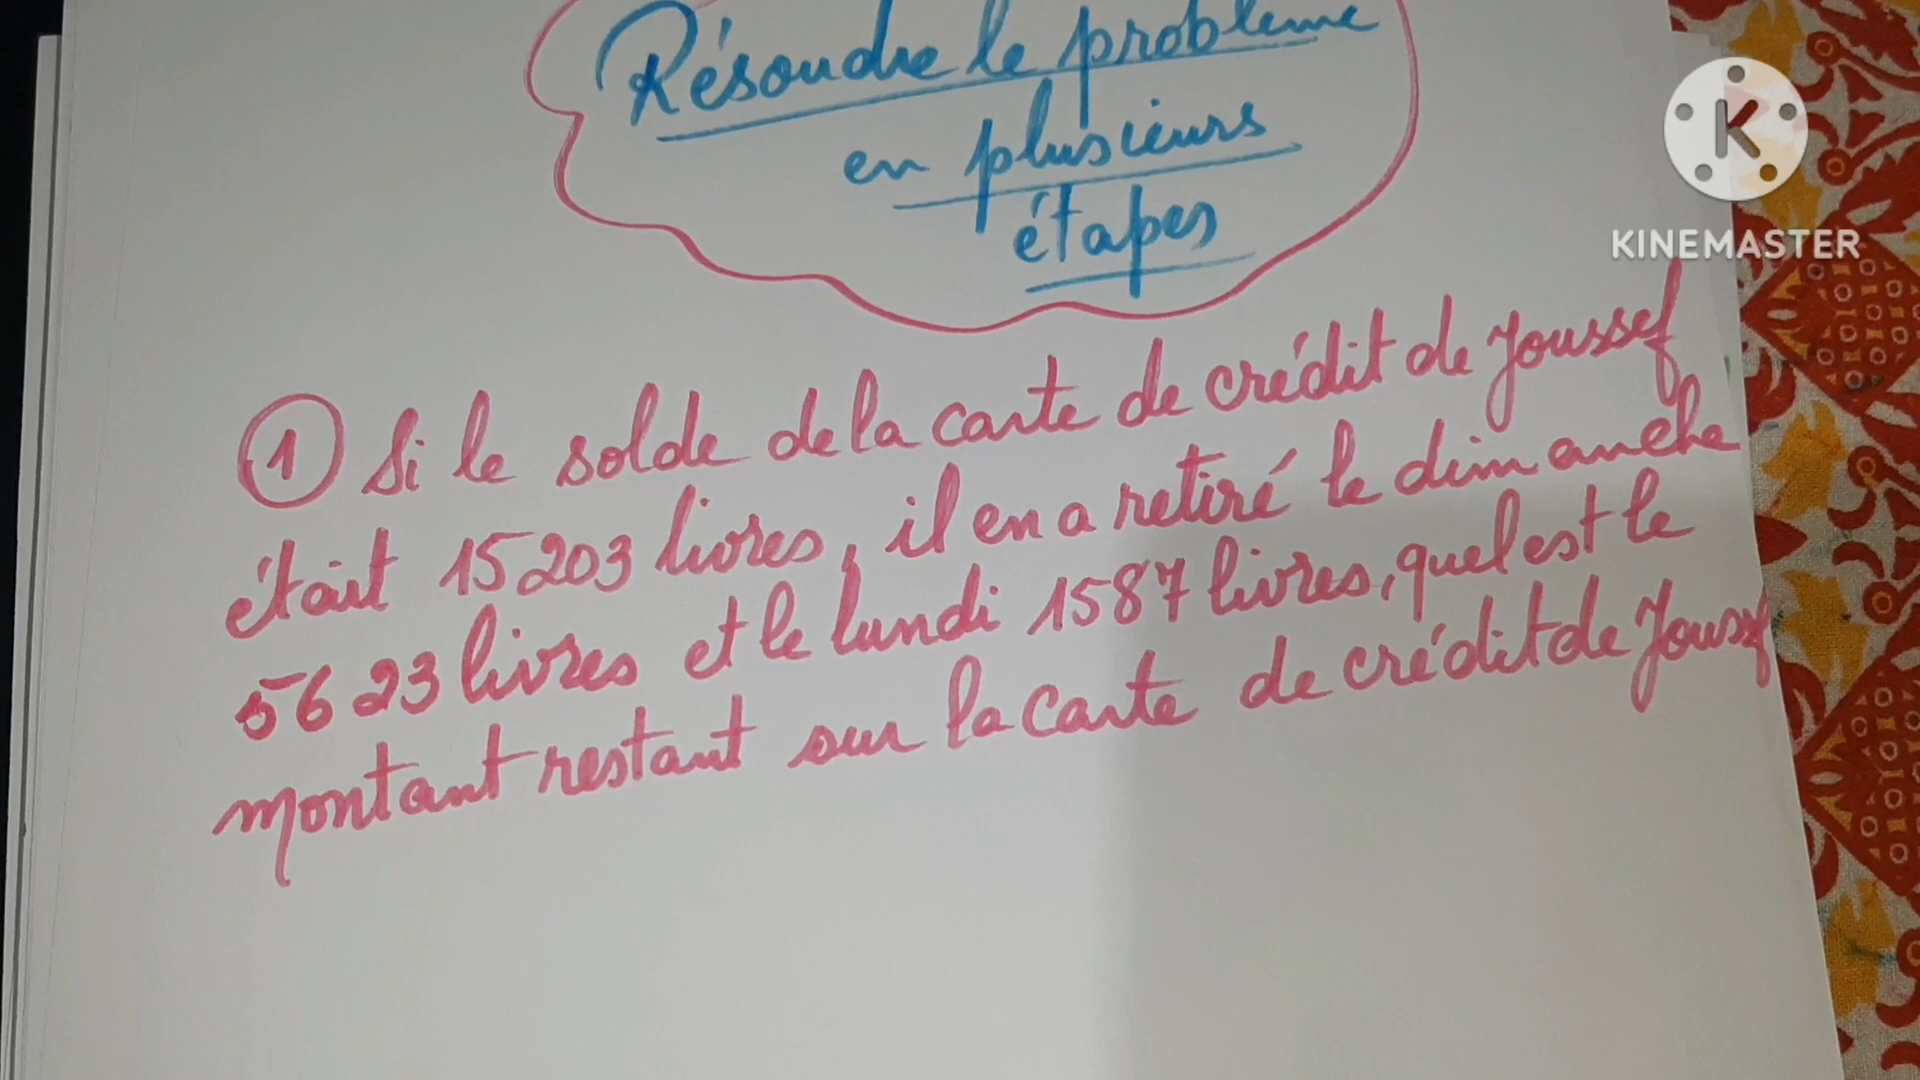 Résoudre le problème
en plusieurs
étapes
KINEMASTER
① Si le solde de la carte de crédit de Youssef
était 15203 livres, il en a retiré le dimanche
5623 livres et le lundi 1587 livres, quel est le
montant restant sur la carte de crédit de Youssef